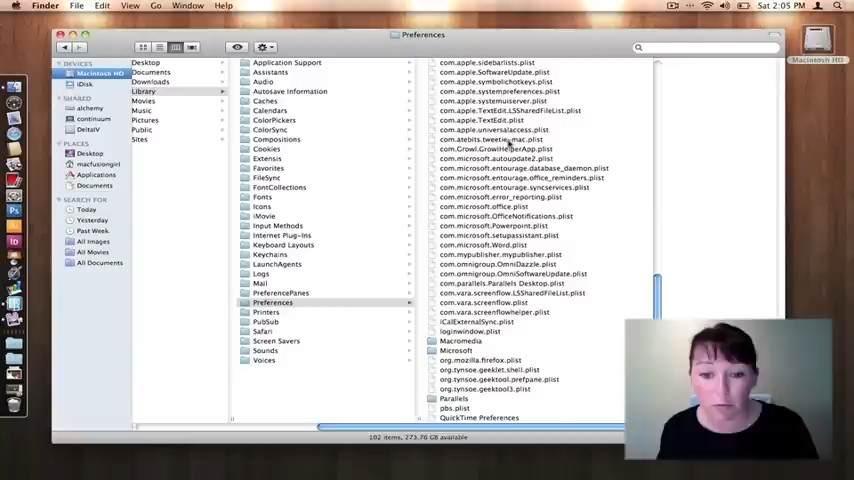 Finder File Edit View Go Window Help
Sat 2:05 PM
Preferences
Macintosh HD
DEVICES
Macintosh HD
iDisk
SHARED
alchemy
continuum
DeltaIV
PLACES
Desktop
macfusiongirl
Applications
Documents
SEARCH FOR
Today
Yesterday
Past Week
All Images
All Movies
All Documents
Desktop
Documents
Downloads
Library
Movies
Music
Pictures
Public
Sites
Application Support
Assistants
Audio
Autosave Information
Caches
Calendars
ColorPickers
ColorSync
Compositions
Cookies
Extensis
Favorites
FileSync
FontCollections
Fonts
Icons
iMovie
Input Methods
Internet Plug-Ins
Keyboard Layouts
Keychains
LaunchAgents
Logs
Mail
PreferencePanes
Preferences
Printers
PubSub
Safari
Screen Savers
Sounds
Voices
com.apple.sidebarlists.plist
com.apple.SoftwareUpdate.plist
com.apple.symbolichotkeys.plist
com.apple.systempreferences.plist
com.apple.systemuiserver.plist
com.apple.TextEdit.LSSharedFileList.plist
com.apple.TextEdit.plist
com.apple.universalaccess.plist
com.atebits.tweetie-mac.plist
com.Growl.GrowlHelperApp.plist
com.microsoft.autoupdate2.plist
com.microsoft.entourage.database_daemon.plist
com.microsoft.entourage.office_reminders.plist
com.microsoft.entourage.syncservices.plist
com.microsoft.error_reporting.plist
com.microsoft.office.plist
com.microsoft.OfficeNotifications.plist
com.microsoft.Powerpoint.plist
com.microsoft.setupassistant.plist
com.microsoft.Word.plist
com.mypublisher.mypublisher.plist
com.omnigroup.OmniDazzle.plist
com.omnigroup.OmniSoftwareUpdate.plist
com.parallels.Parallels Desktop.plist
com.vara.screenflow.LSSharedFileList.plist
com.vara.screenflow.plist
com.vara.screenflowhelper.plist
iCalExternalSync.plist
loginwindow.plist
Macromedia
Microsoft
org.mozilla.firefox.plist
org.tynsoe.geeklet.shell.plist
org.tynsoe.geektool.prefpane.plist
org.tynsoe.geektool3.plist
Parallels
pbs.plist
QuickTime Preferences
102 items, 273.76 GB available
Ps
Ai
Id